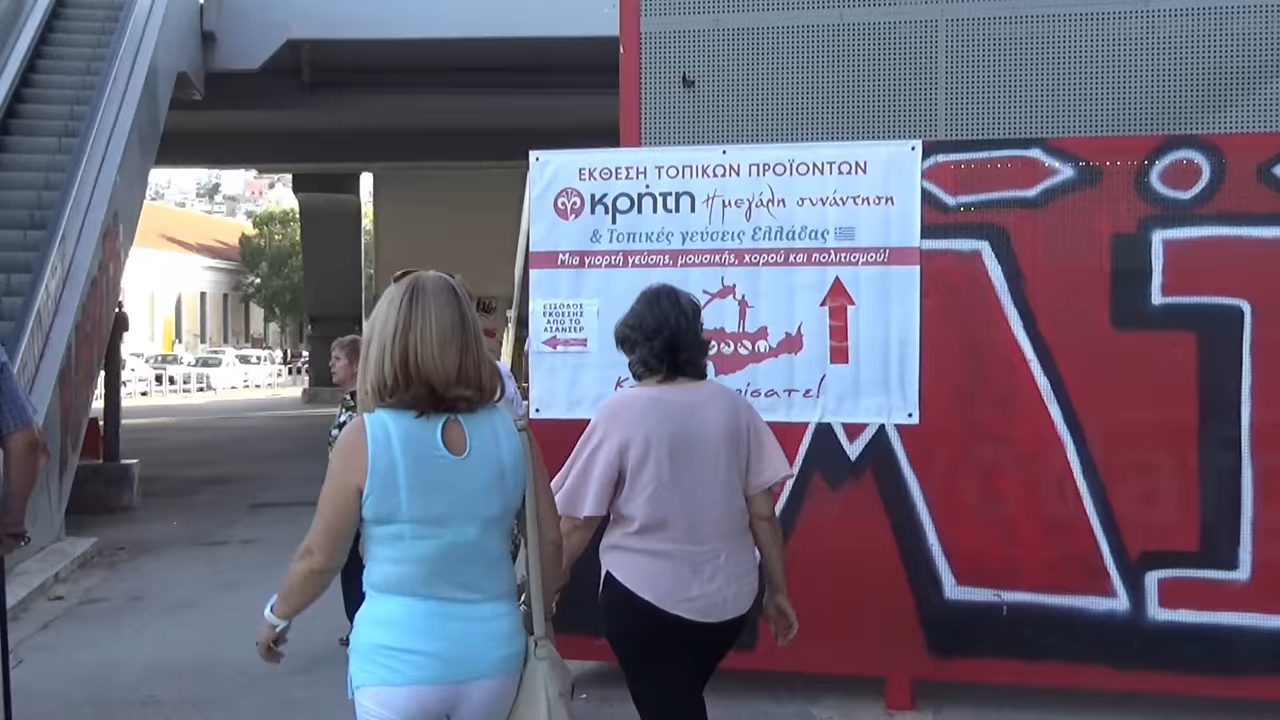 ΕΚΘΕΣΗ ΤΟΠΙΚΩΝ ΠΡΟΪΟΝΤΩΝ
κρήτη η μεγάλη συνάντηση
& Τοπικές γεύσεις Ελλάδας
Μια γιορτή γεύσης, μουσικής, χορού και πολιτισμού!
ΕΙΣΟΔΟΣ
ΕΚΘΕΣΗΣ
ΑΠΟ ΤΟ
ΑΣΑΝΣΕΡ